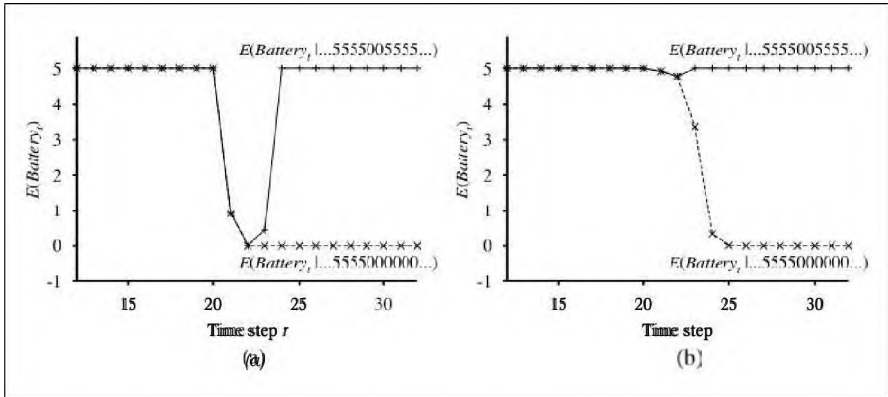 E(Battery_t |...5555005555...)
5
4
3
2
1
0
-1
E(Battery_t)
E(Battery_t |...5555000000...)
15 20 25 30
Time step t
(a)
E(Battery_t |...5555005555...)
5
4
3
2
1
0
-1
E(Battery_t)
E(Battery_t |...5555000000...)
15 20 25 30
Time step
(b)